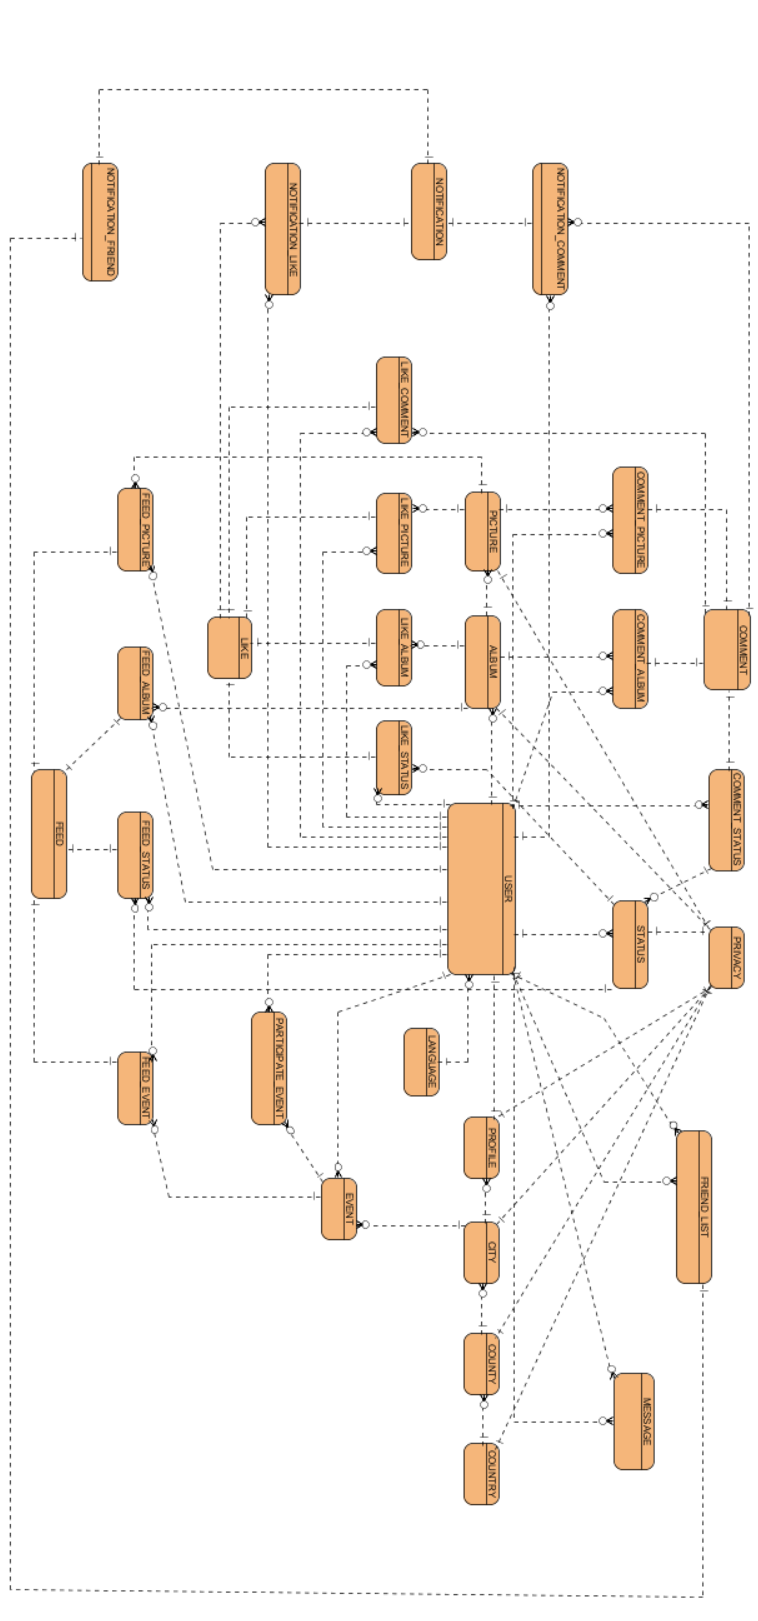 NOTIFICATION_FRIEND
NOTIFICATION_LIKE
NOTIFICATION
NOTIFICATION_COMMENT
LIKE_COMMENT
FEED_PICTURE
LIKE_PICTURE
PICTURE
COMMENT_PICTURE
LIKE
FEED_ALBUM
LIKE_ALBUM
ALBUM
COMMENT_ALBUM
COMMENT
LIKE_STATUS
FEED
FEED_STATUS
USER
COMMENT_STATUS
STATUS
PRIVACY
PARTICIPATE_EVENT
LANGUAGE
FEED_EVENT
PROFILE
FRIEND_LIST
EVENT
CITY
COUNTY
MESSAGE
COUNTRY